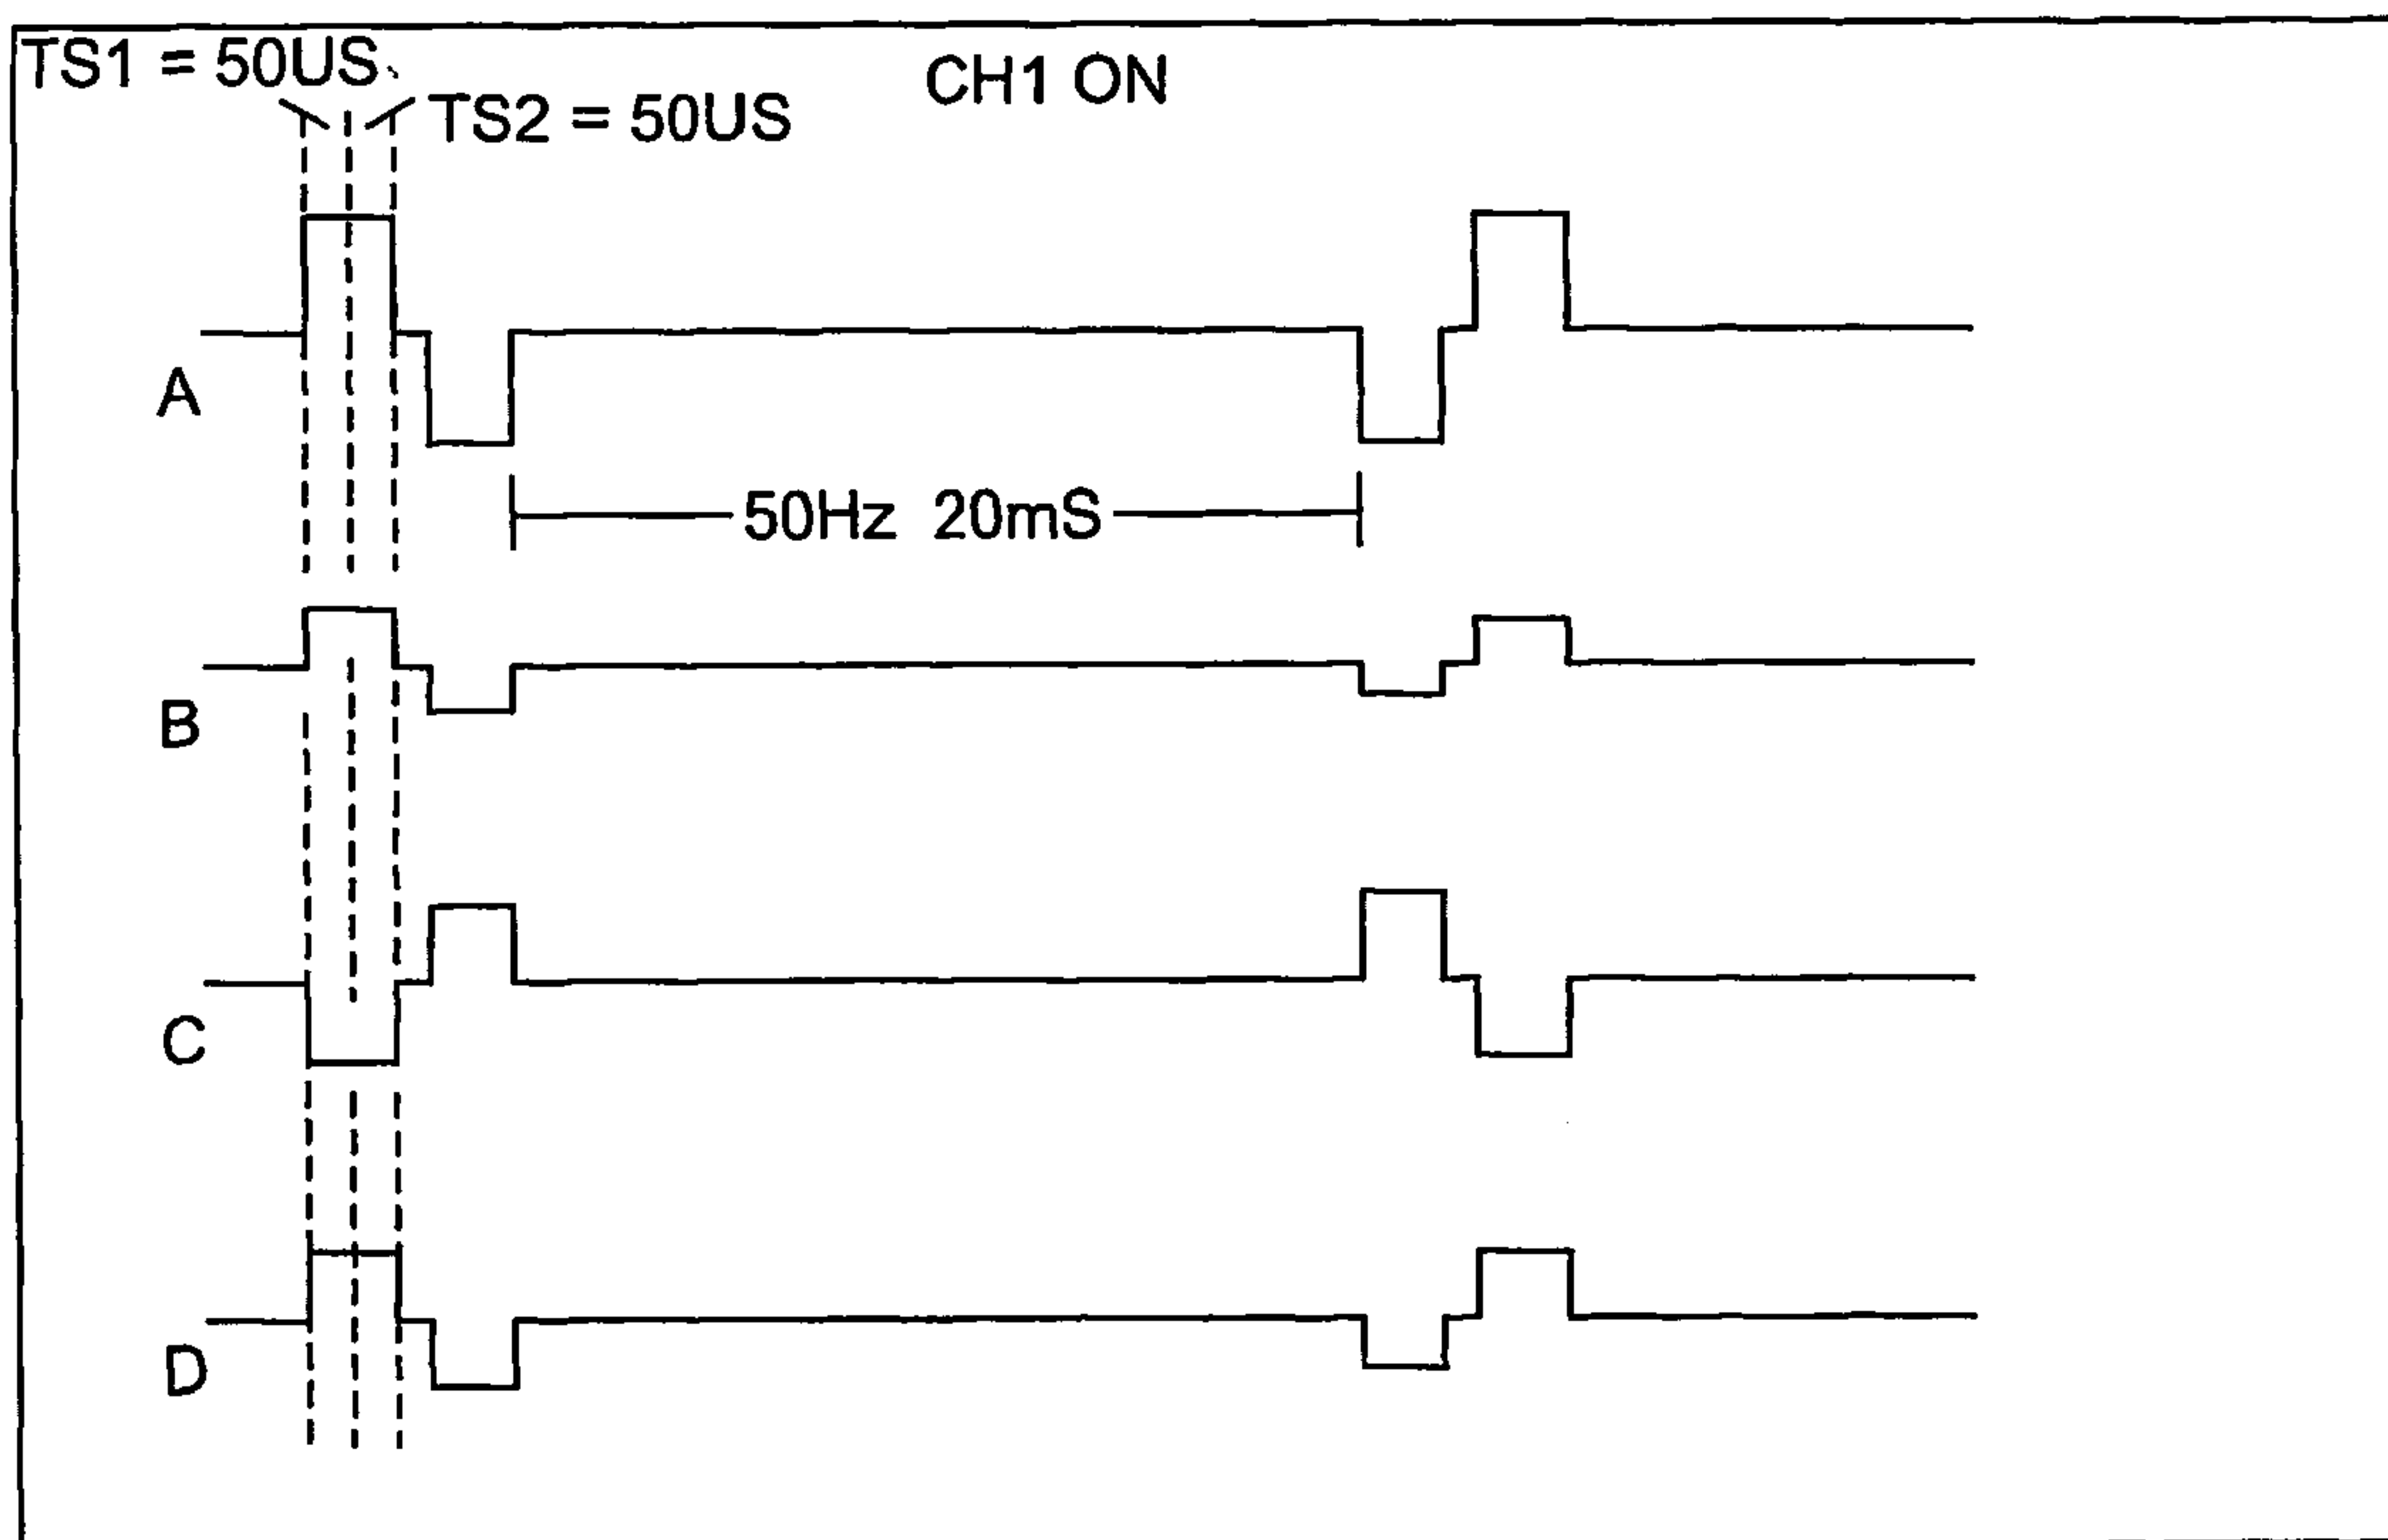 TS1 = 50US
CH1 ON
TS2 = 50US
A
50Hz 20mS
B
C
D